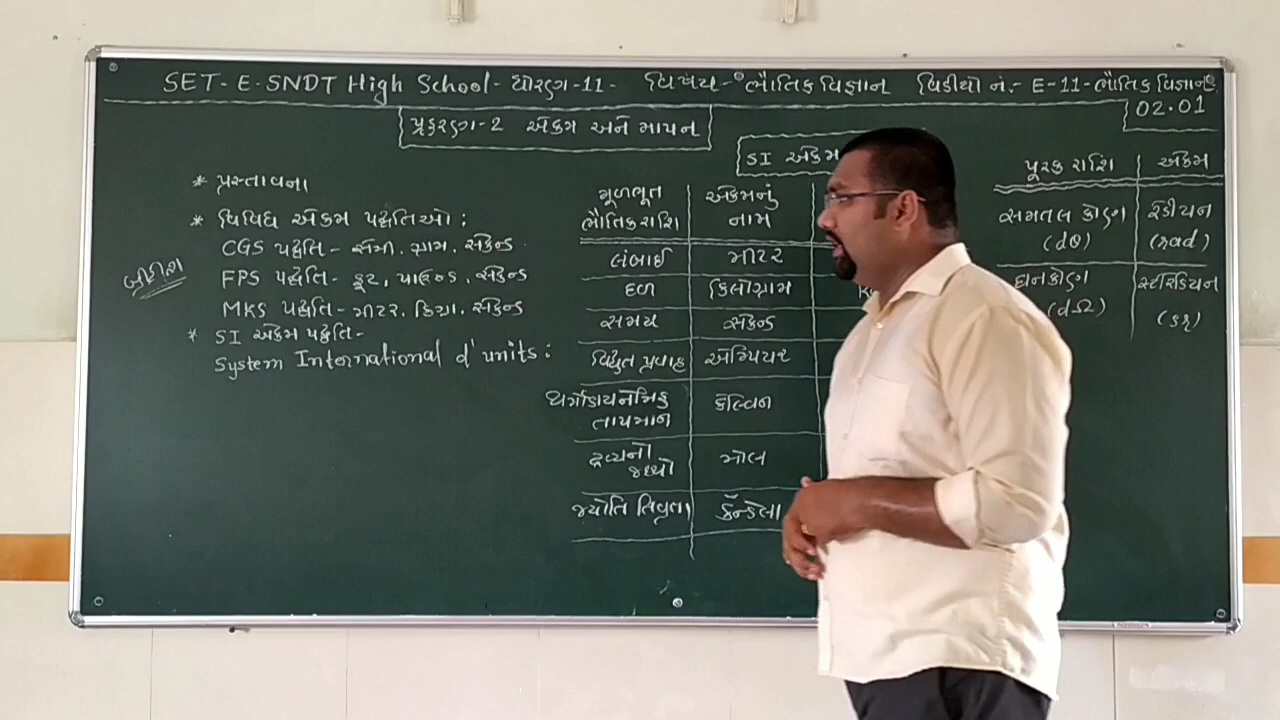 SET - E - SNDT High School - ધોરણ - 11 - વિષય - ભૌતિકવિજ્ઞાન વિડીયો નં.- E-11-ભૌતિકવિજ્ઞાન
02.01
પ્રકરણ-2 એકમ અને માપન
SI એકમ
* પ્રસ્તાવના
* વિવિધ એકમ પદ્ધતિઓ :
CGS પદ્ધતિ - સેમી. ગ્રામ. સેકન્ડ
બ્રીટીશ
FPS પદ્ધતિ - ફૂટ, પાઉન્ડ, સેકેન્ડ
MKS પદ્ધતિ - મીટર. કિગ્રા. સેકેન્ડ
* SI એકમ પદ્ધતિ -
System International d' units :
મૂળભૂત ભૌતિક રાશિ | એકમનું નામ
લંબાઈ | મીટર
દળ | કિલોગ્રામ
સમય | સેકન્ડ
વિદ્યુત પ્રવાહ | એમ્પિયર
થર્મોડાયનેમિક તાપમાન | કેલ્વિન
દ્રવ્યનો જથ્થો | મોલ
જ્યોતિ તિવ્રતા | કૅન્ડેલા
પૂરક રાશિ | એકમ
સમતલ કોણ (dθ) | રેડીયન (rad)
ઘનકોણ (dΩ) | સ્ટીરેડિયન (sr)